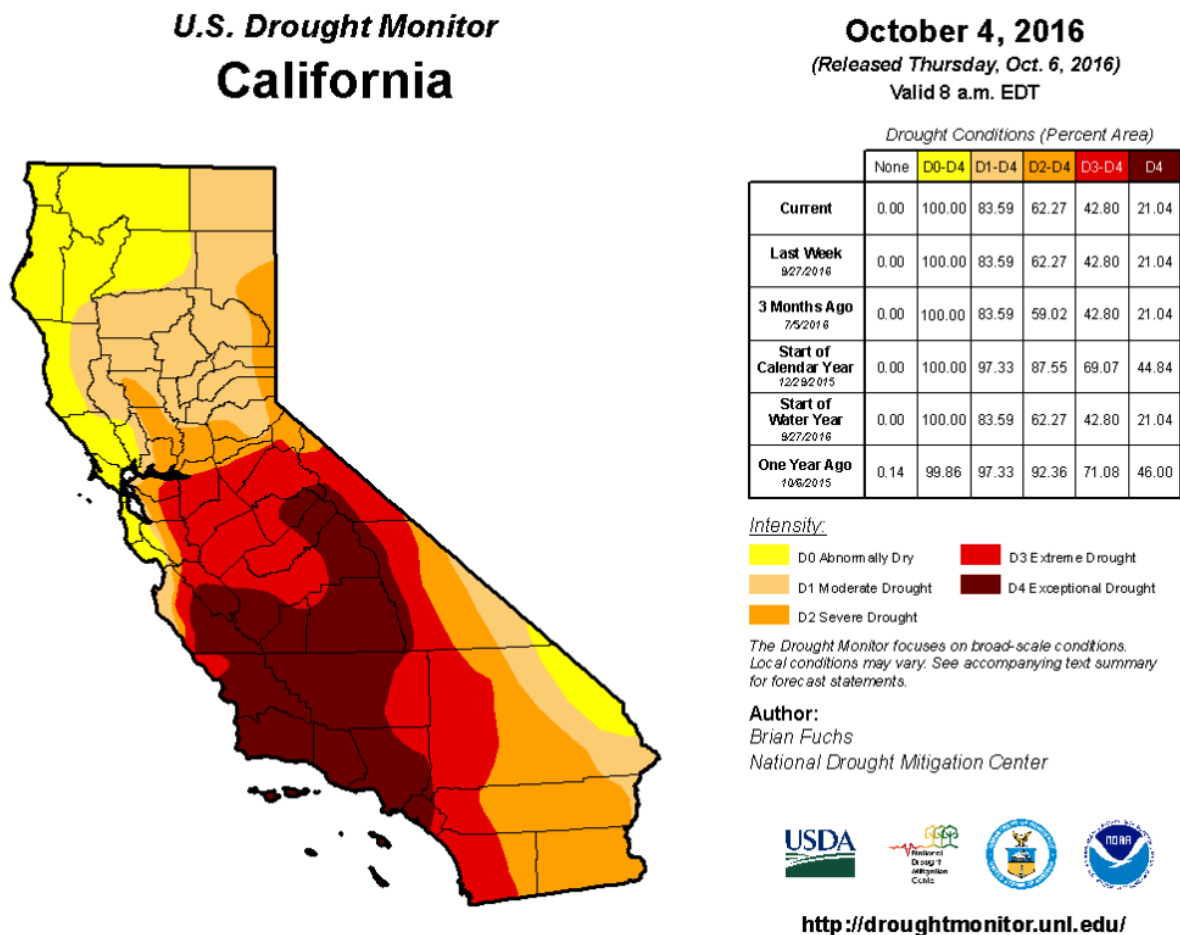 U.S. Drought Monitor
California
October 4, 2016
(Released Thursday, Oct. 6, 2016)
Valid 8 a.m. EDT
Drought Conditions (Percent Area)
None D0-D4 D1-D4 D2-D4 D3-D4 D4
Current 0.00 100.00 83.59 62.27 42.80 21.04
Last Week 0.00 100.00 83.59 62.27 42.80 21.04
9/27/2016
3 Months Ago 0.00 100.00 83.59 59.02 42.80 21.04
7/5/2016
Start of
Calendar Year 0.00 100.00 97.33 87.55 69.07 44.84
12/29/2015
Start of
Water Year 0.00 100.00 83.59 62.27 42.80 21.04
9/27/2016
One Year Ago 0.14 99.86 97.33 92.36 71.08 46.00
10/6/2015
Intensity:
D0 Abnormally Dry
D1 Moderate Drought
D2 Severe Drought
D3 Extreme Drought
D4 Exceptional Drought
The Drought Monitor focuses on broad-scale conditions.
Local conditions may vary. See accompanying text summary
for forecast statements.
Author:
Brian Fuchs
National Drought Mitigation Center
USDA
National
Drought
Mitigation
Center
NOAA
http://droughtmonitor.unl.edu/